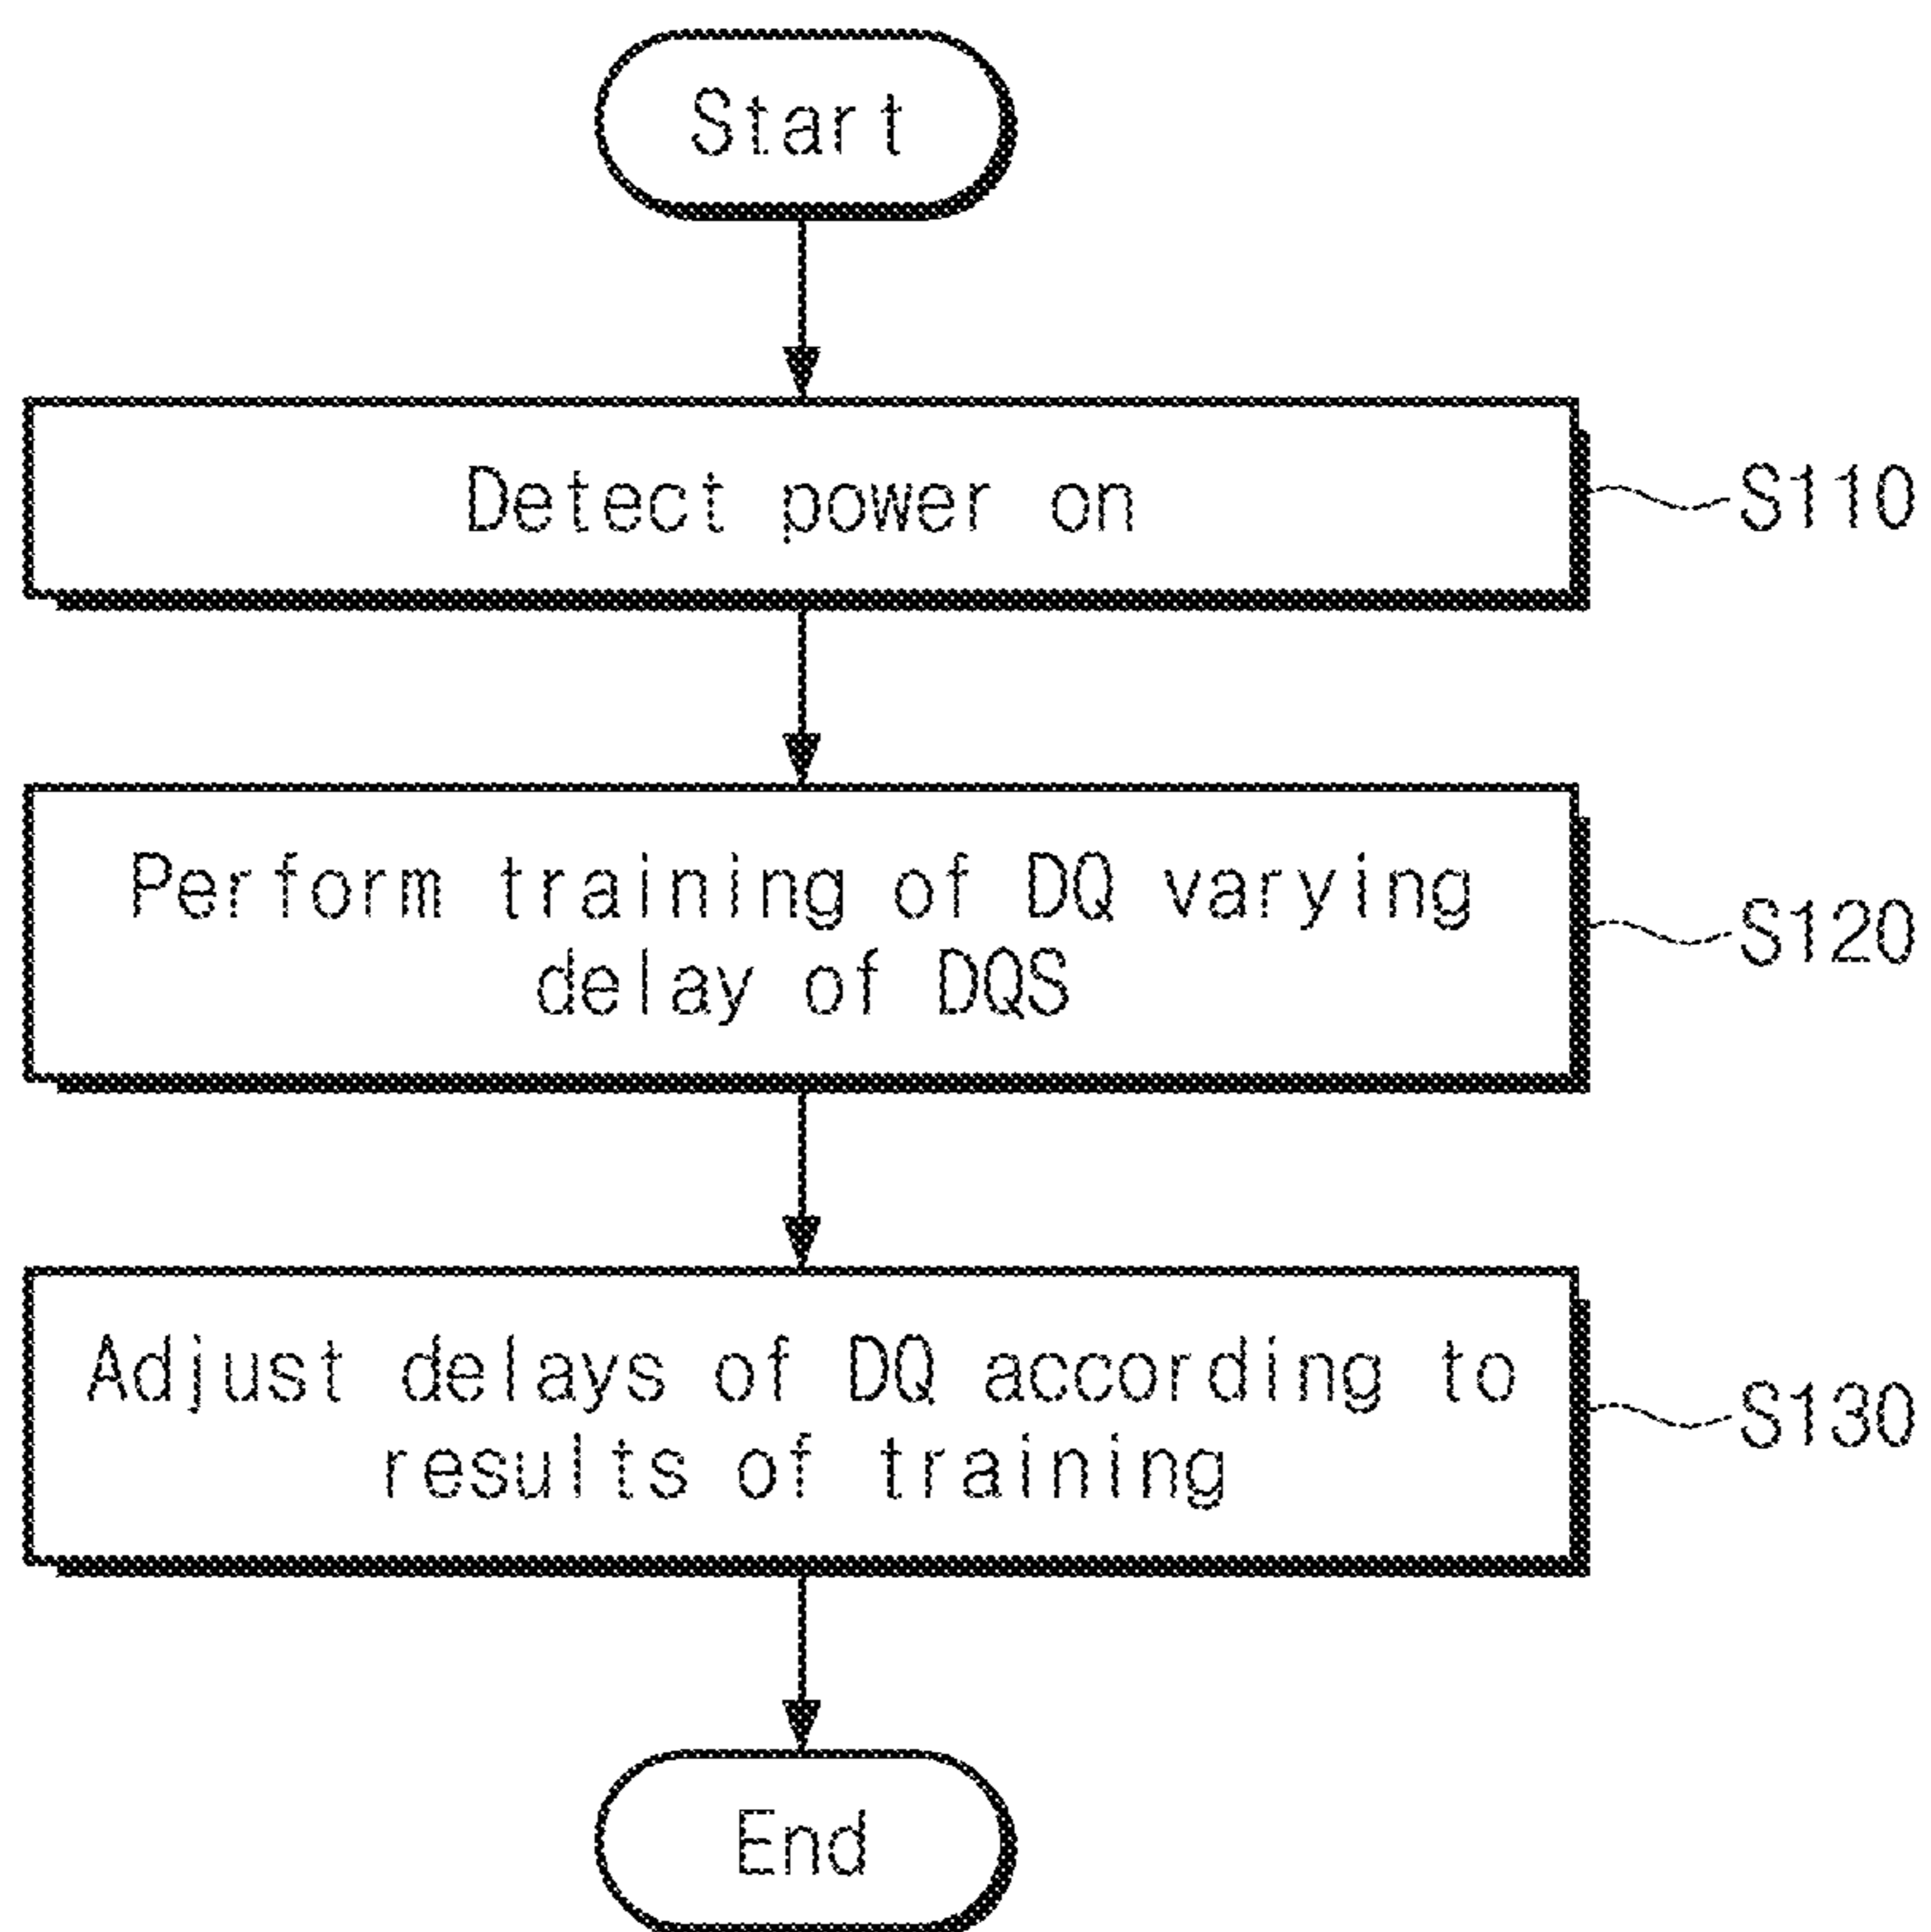 Start
Detect power on
S110
Perform training of DQ varying
delay of DQS
S120
Adjust delays of DQ according to
results of training
S130
End